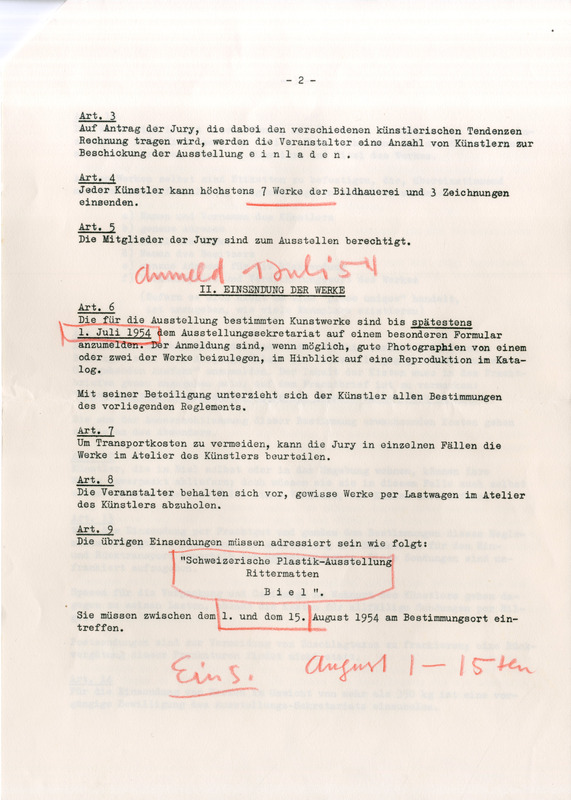 - 2 -
Art. 3
Auf Antrag der Jury, die dabei den verschiedenen künstlerischen Tendenzen
Rechnung tragen wird, werden die Veranstalter eine Anzahl von Künstlern zur
Beschickung der Ausstellung e i n l a d e n .
Art. 4
Jeder Künstler kann höchstens 7 Werke der Bildhauerei und 3 Zeichnungen
einsenden.
Art. 5
Die Mitglieder der Jury sind zum Ausstellen berechtigt.
Anmeld 1 Juli 54
II. EINSENDUNG DER WERKE
Art. 6
Die für die Ausstellung bestimmten Kunstwerke sind bis spätestens
1. Juli 1954 dem Ausstellungssekretariat auf einem besonderen Formular
anzumelden. Der Anmeldung sind, wenn möglich, gute Photographien von einem
oder zwei der Werke beizulegen, im Hinblick auf eine Reproduktion im Kata-
log.
Mit seiner Beteiligung unterzieht sich der Künstler allen Bestimmungen
des vorliegenden Reglements.
Art. 7
Um Transportkosten zu vermeiden, kann die Jury in einzelnen Fällen die
Werke im Atelier des Künstlers beurteilen.
Art. 8
Die Veranstalter behalten sich vor, gewisse Werke per Lastwagen im Atelier
des Künstlers abzuholen.
Art. 9
Die übrigen Einsendungen müssen adressiert sein wie folgt:
"Schweizerische Plastik-Ausstellung
Rittermatten
B i e l ".
Sie müssen zwischen dem 1. und dem 15. August 1954 am Bestimmungsort ein-
treffen.
Eins. August 1 - 15ten